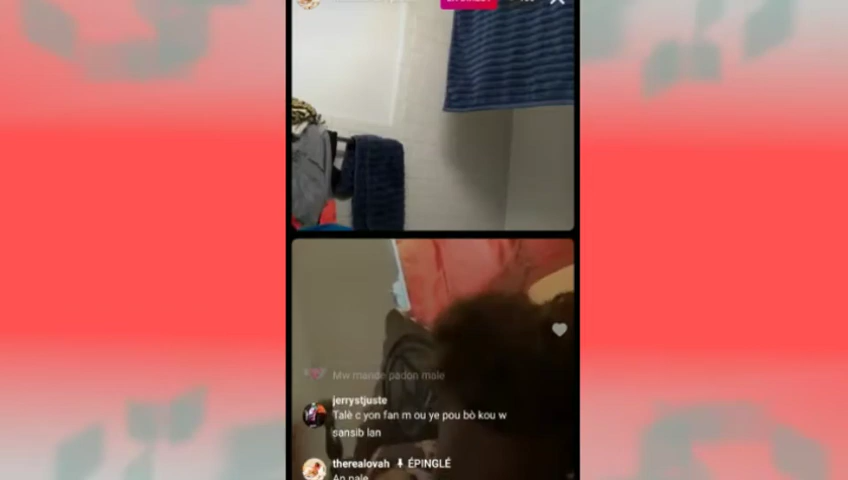 Mw mande padon male
jerrystjuste
Talè c yon fan m ou ye pou bò kou w
sansib lan
therealovah ÉPINGLÉ
An pale